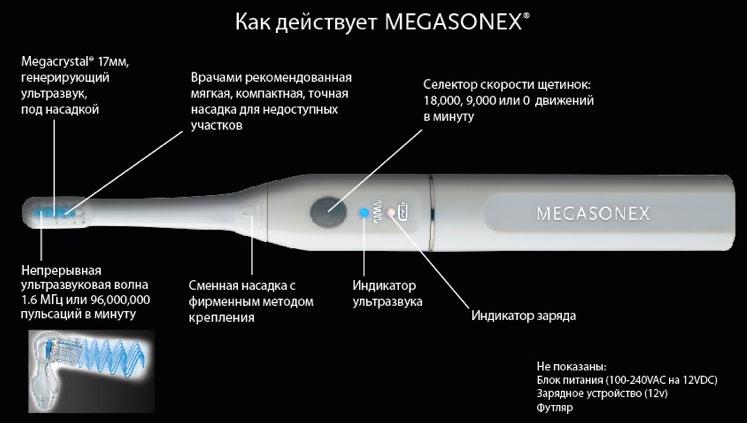 Как действует MEGASONEX®
Megacrystal® 17мм,
генерирующий
ультразвук,
под насадкой
Врачами рекомендованная
мягкая, компактная, точная
насадка для недоступных
участков
Селектор скорости щетинок:
18,000, 9,000 или 0 движений
в минуту
MEGASONEX
Непрерывная
ультразвуковая волна
1.6 МГц или 96,000,000
пульсаций в минуту
Сменная насадка с
фирменным методом
крепления
Индикатор
ультразвука
Индикатор заряда
Не показаны:
Блок питания (100-240VAC на 12VDC)
Зарядное устройство (12v)
Футляр